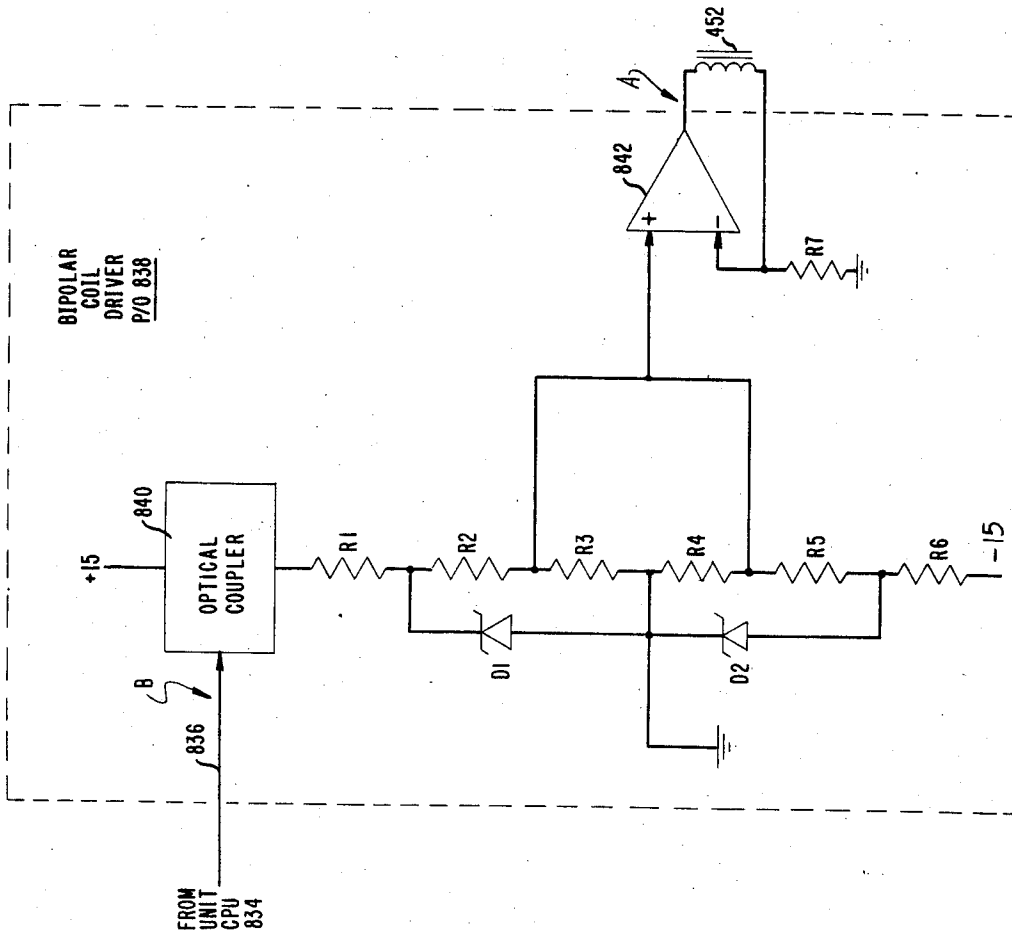 BIPOLAR
COIL
DRIVER
P/O 838
+15
840
OPTICAL
COUPLER
B
836
FROM
UNIT
CPU
834
R1
R2
R3
R4
R5
R6
-15
D1
D2
842
+
-
A
452
R7